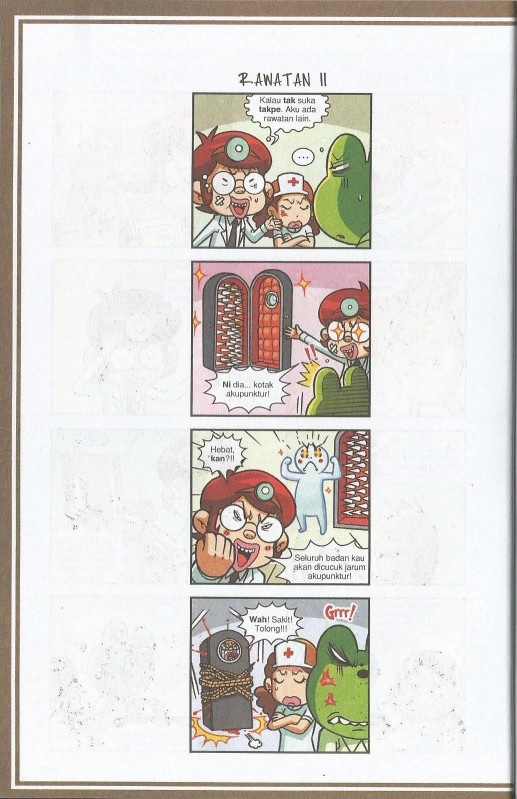 RAWATAN 11
Kalau tak suka
takpe. Aku ada
rawatan lain.
...
!!
Ni dia... kotak
akupunktur!
Hebat,
'kan?!!
Seluruh badan kau
akan dicucuk jarum
akupunktur!
Wah! Sakit!
Tolong!!!
Grrr!